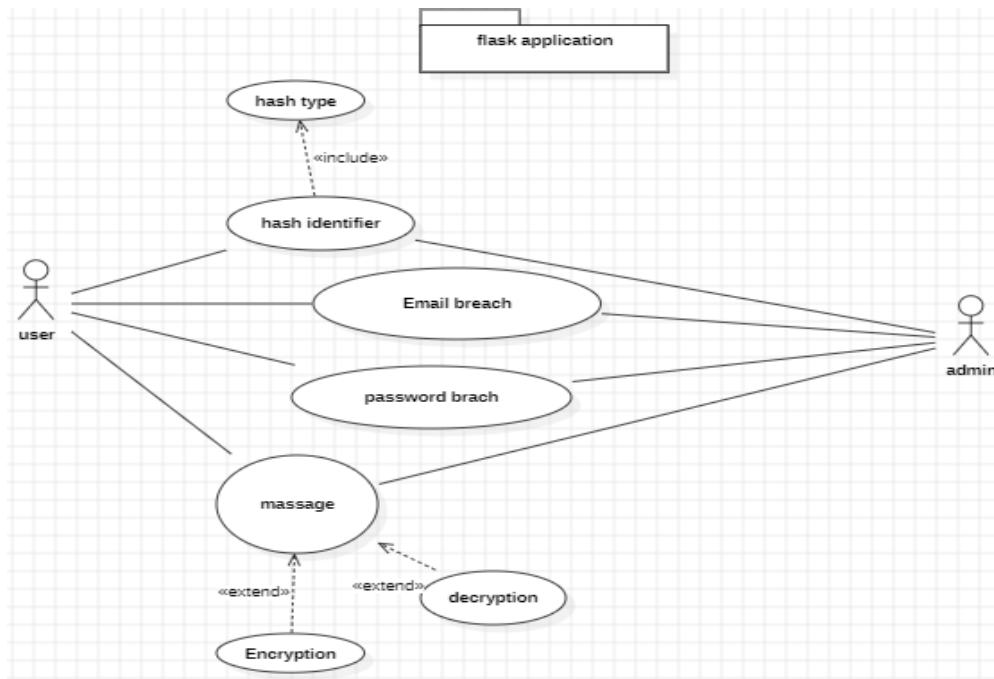 flask application
hash type
«include»
hash identifier
Email breach
user
admin
password brach
massage
«extend»
«extend»
decryption
Encryption